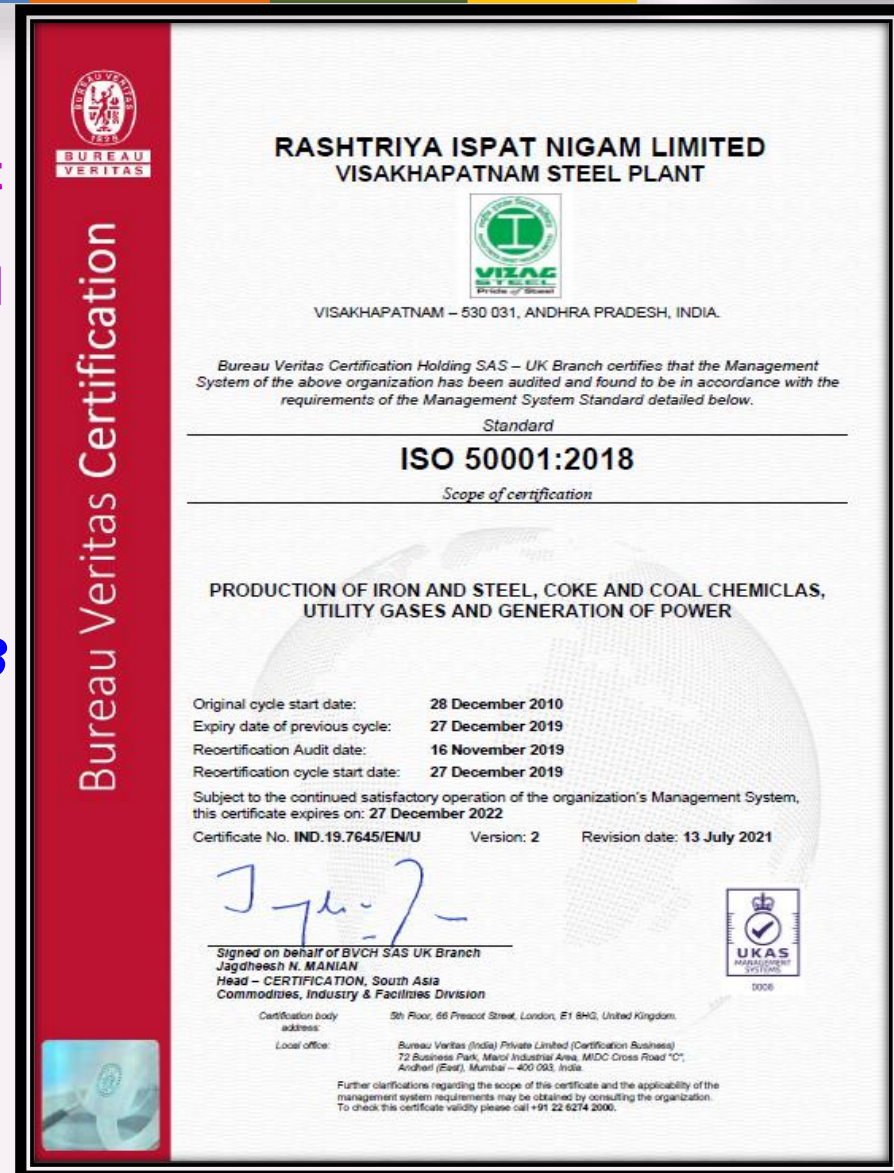 BUREAU
VERITAS
Bureau Veritas Certification
RASHTRIYA ISPAT NIGAM LIMITED
VISAKHAPATNAM STEEL PLANT
VIZAG
STEEL
Pride of Steel
VISAKHAPATNAM – 530 031, ANDHRA PRADESH, INDIA.
Bureau Veritas Certification Holding SAS – UK Branch certifies that the Management
System of the above organization has been audited and found to be in accordance with the
requirements of the Management System Standard detailed below.
Standard
ISO 50001:2018
Scope of certification
PRODUCTION OF IRON AND STEEL, COKE AND COAL CHEMICLAS,
UTILITY GASES AND GENERATION OF POWER
Original cycle start date: 28 December 2010
Expiry date of previous cycle: 27 December 2019
Recertification Audit date: 16 November 2019
Recertification cycle start date: 27 December 2019
Subject to the continued satisfactory operation of the organization's Management System,
this certificate expires on: 27 December 2022
Certificate No. IND.19.7645/EN/U Version: 2 Revision date: 13 July 2021
Signed on behalf of BVCH SAS UK Branch
Jagdheesh N. MANIAN
Head – CERTIFICATION, South Asia
Commodities, Industry & Facilities Division
UKAS
MANAGEMENT
SYSTEMS
0008
Certification body 5th Floor, 66 Prescot Street, London, E1 8HG, United Kingdom.
address:
Local office: Bureau Veritas (India) Private Limited (Certification Business)
72 Business Park, Marol Industrial Area, MIDC Cross Road "C",
Andheri (East), Mumbai – 400 093, India.
Further clarifications regarding the scope of this certificate and the applicability of the
management system requirements may be obtained by consulting the organization.
To check this certificate validity please call +91 22 6274 2000.